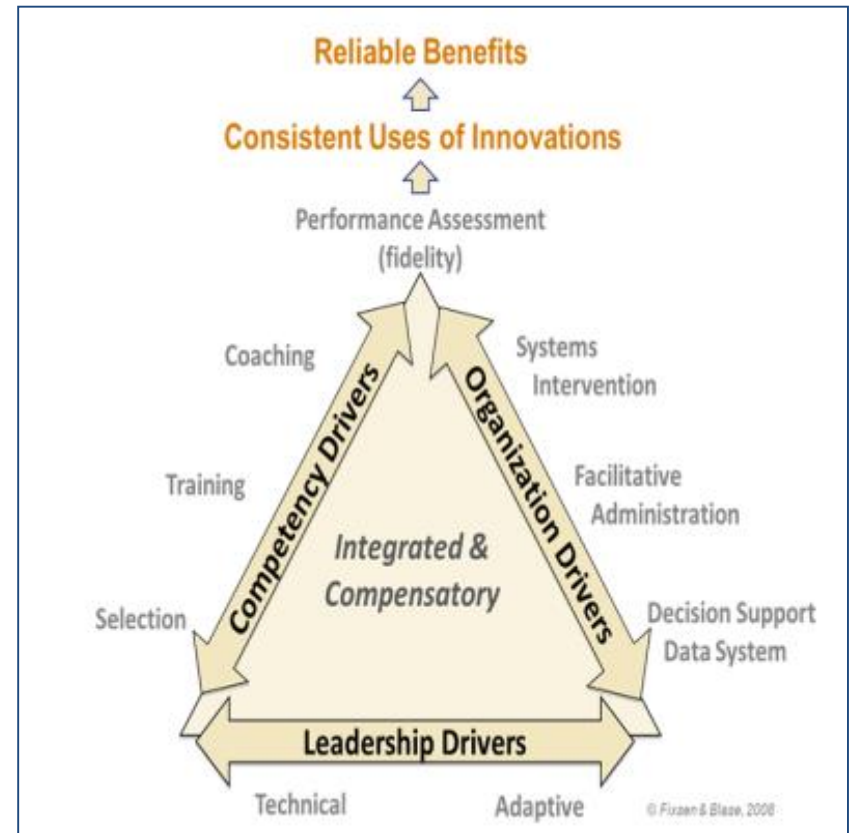 Reliable Benefits
Consistent Uses of Innovations
Performance Assessment
(fidelity)
Coaching
Training
Selection
Competency Drivers
Integrated &
Compensatory
Organization Drivers
Systems
Intervention
Facilitative
Administration
Decision Support
Data System
Leadership Drivers
Technical
Adaptive
© Fixsen & Blase, 2008